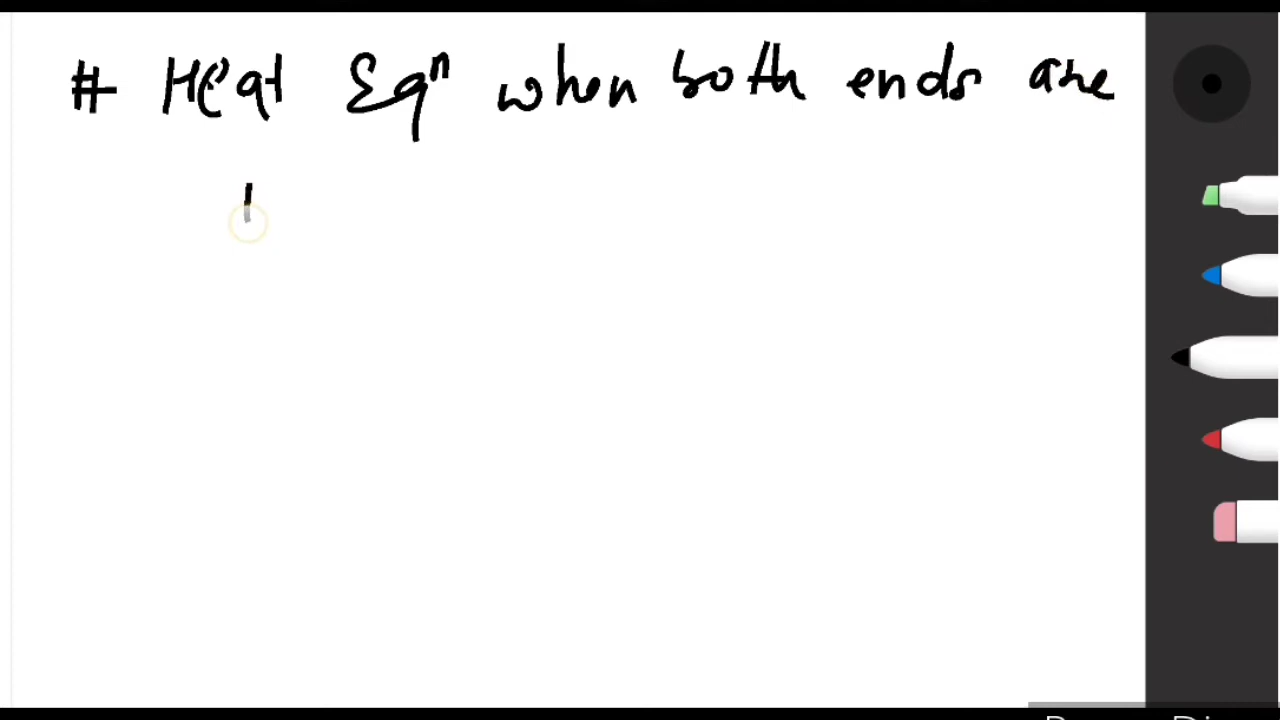 # Heat Eqⁿ when both ends are